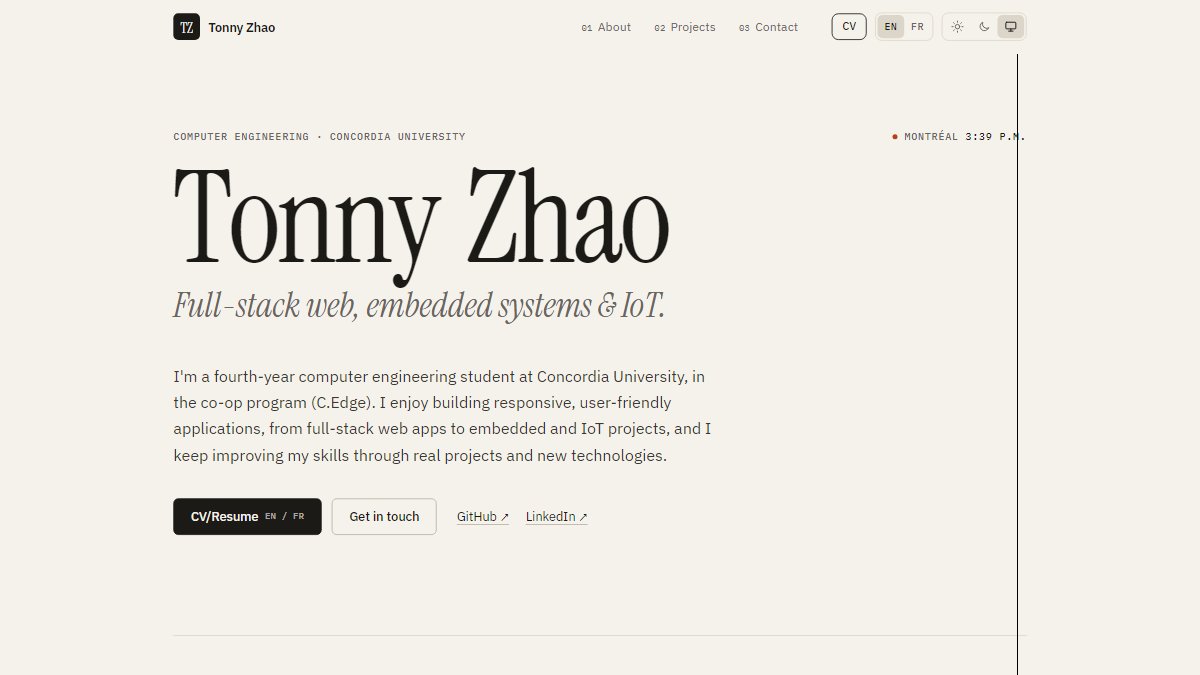 TZ Tonny Zhao 01 About 02 Projects 03 Contact CV EN FR
COMPUTER ENGINEERING · CONCORDIA UNIVERSITY MONTRÉAL 3:39 P.M.
Tonny Zhao
Full-stack web, embedded systems & IoT.
I'm a fourth-year computer engineering student at Concordia University, in
the co-op program (C.Edge). I enjoy building responsive, user-friendly
applications, from full-stack web apps to embedded and IoT projects, and I
keep improving my skills through real projects and new technologies.
CV/Resume EN / FR Get in touch GitHub ↗ LinkedIn ↗